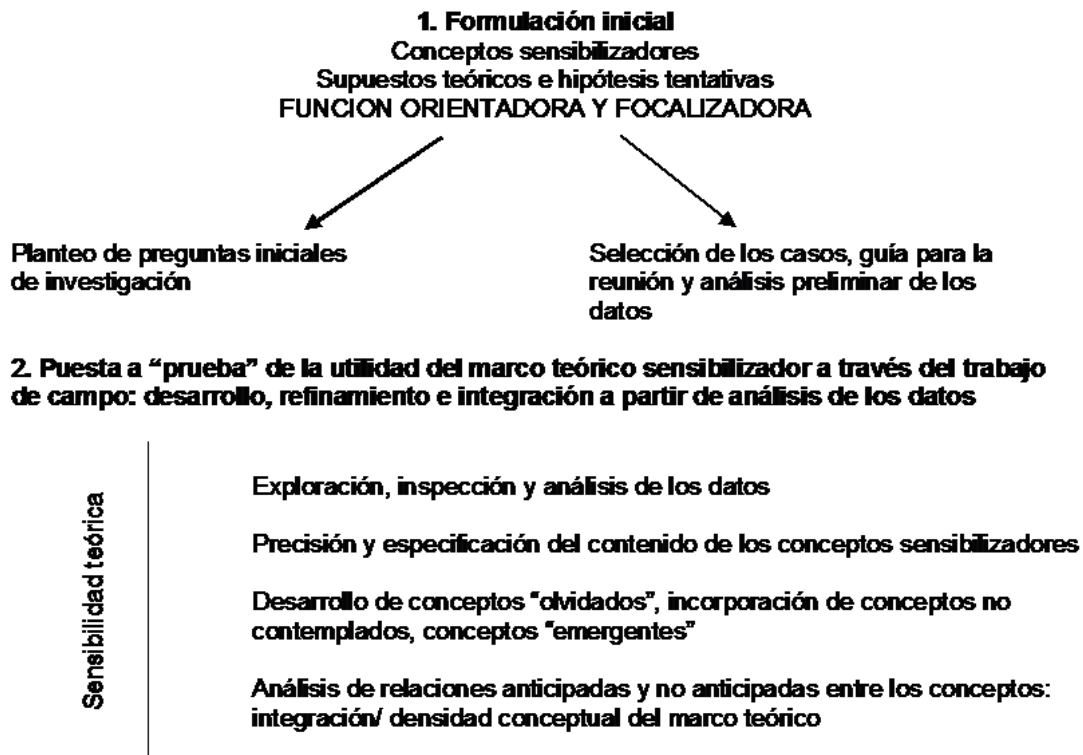 1. Formulación inicial
Conceptos sensibilizadores
Supuestos teóricos e hipótesis tentativas
FUNCION ORIENTADORA Y FOCALIZADORA
Planteo de preguntas iniciales
de investigación
Selección de los casos, guía para la
reunión y análisis preliminar de los
datos
2. Puesta a “prueba” de la utilidad del marco teórico sensibilizador a través del trabajo
de campo: desarrollo, refinamiento e integración a partir de análisis de los datos
Sensibilidad teórica
Exploración, inspección y análisis de los datos
Precisión y especificación del contenido de los conceptos sensibilizadores
Desarrollo de conceptos “olvidados”, incorporación de conceptos no
contemplados, conceptos “emergentes”
Análisis de relaciones anticipadas y no anticipadas entre los conceptos:
integración/ densidad conceptual del marco teórico